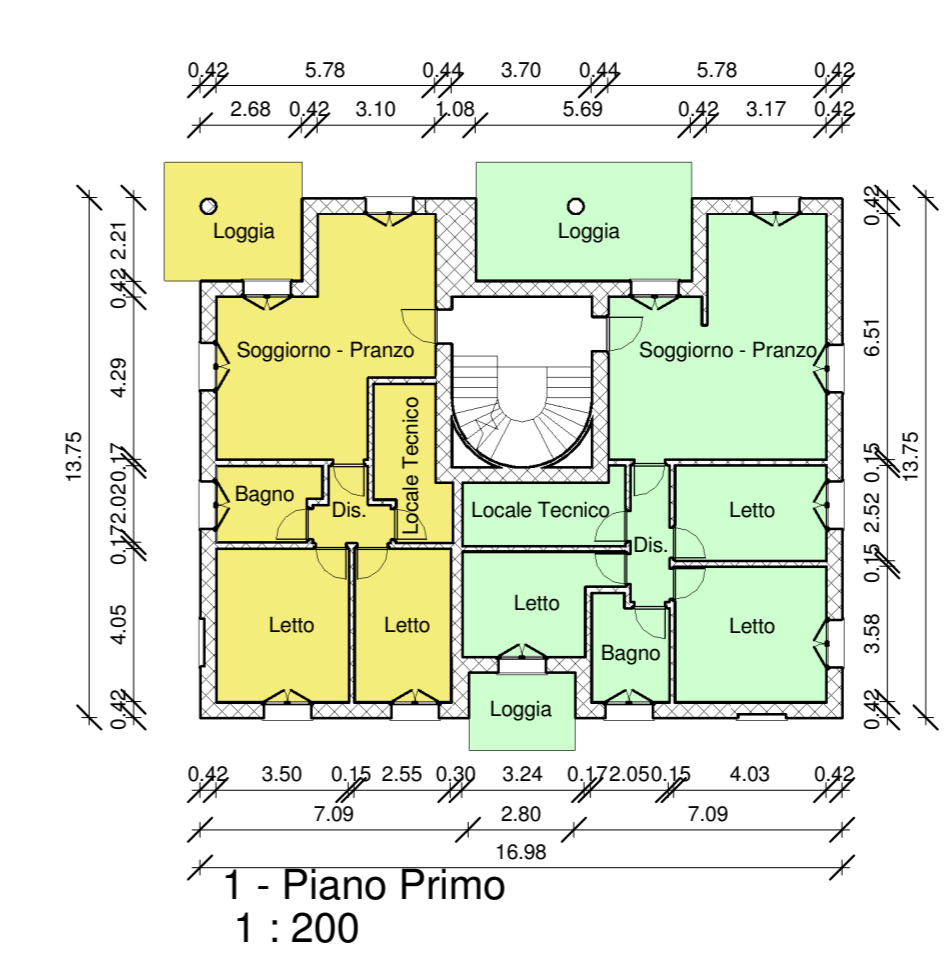 0.42 5.78 0.44 3.70 0.44 5.78 0.42
2.68 0.42 3.10 1.08 5.69 0.42 3.17 0.42
13.75
2.21
0.42
4.29
0.17
2.02
0.17
4.05
0.42
Loggia
Loggia
Soggiorno - Pranzo
Soggiorno - Pranzo
Locale Tecnico
Bagno
Dis.
Locale Tecnico
Letto
Dis.
Letto
Letto
Letto
Letto
Bagno
Loggia
0.42
6.51
0.15
2.52
0.15
3.58
0.42
13.75
0.42 3.50 0.15 2.55 0.30 3.24 0.17 2.05 0.15 4.03 0.42
7.09 2.80 7.09
16.98
1 - Piano Primo
1 : 200